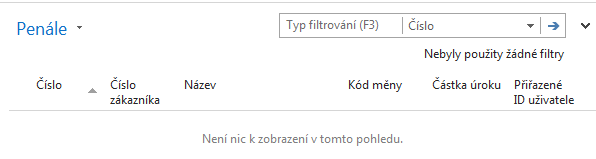 Penále
Typ filtrování (F3) Číslo
Nebyly použity žádné filtry
Číslo Číslo zákazníka Název Kód měny Částka úroku Přiřazené ID uživatele
Není nic k zobrazení v tomto pohledu.